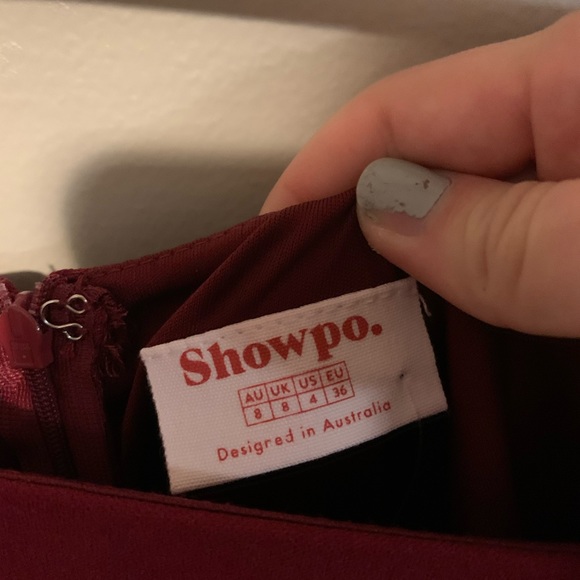 Showpo.
AU UK US EU
8 8 4 36
Designed in Australia